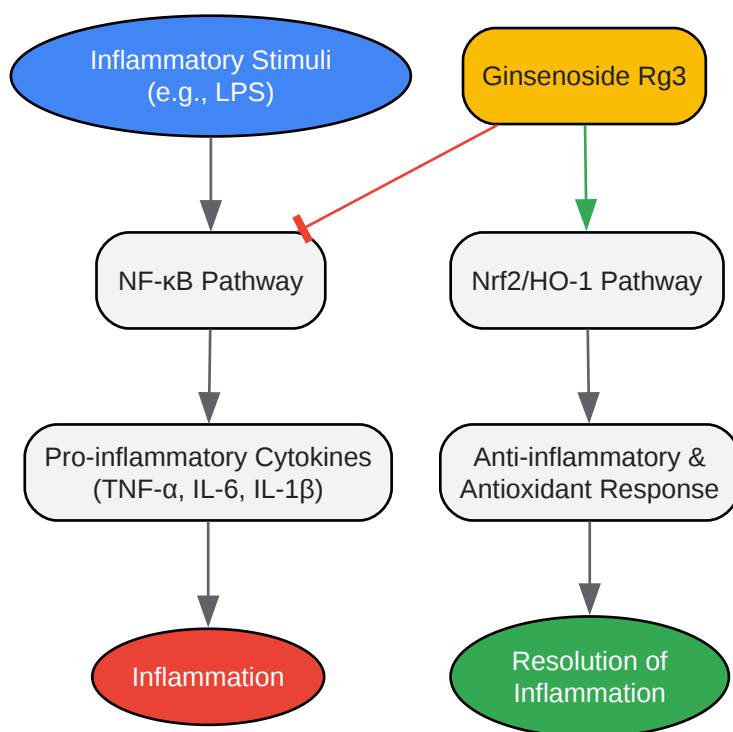 Inflammatory Stimuli
(e.g., LPS)
Ginsenoside Rg3
NF-κB Pathway
Nrf2/HO-1 Pathway
Pro-inflammatory Cytokines
(TNF-α, IL-6, IL-1β)
Anti-inflammatory &
Antioxidant Response
Inflammation
Resolution of
Inflammation